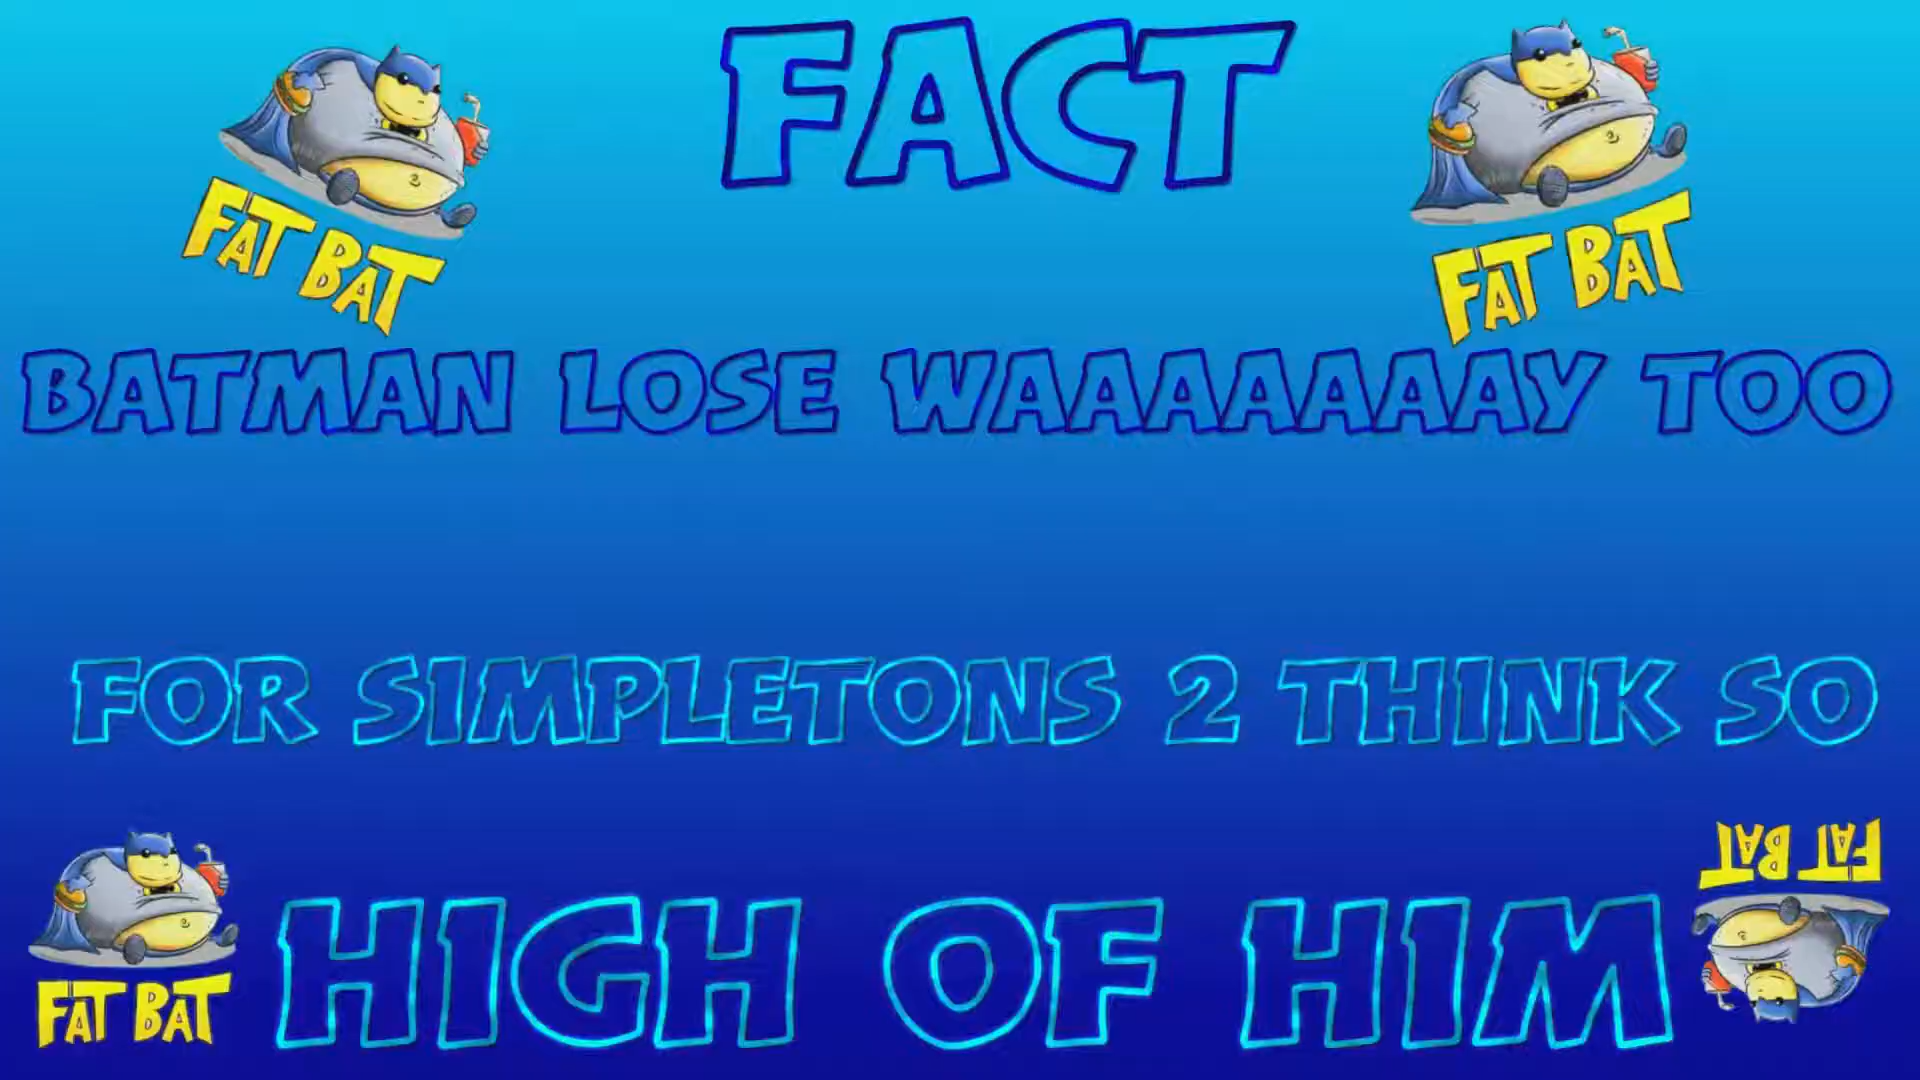 FACT
FAT BAT
FAT BAT
BATMAN LOSE WAAAAAAAAY TOO
FOR SIMPLETONS 2 THINK SO
HIGH OF HIM
FAT BAT
FAT BAT